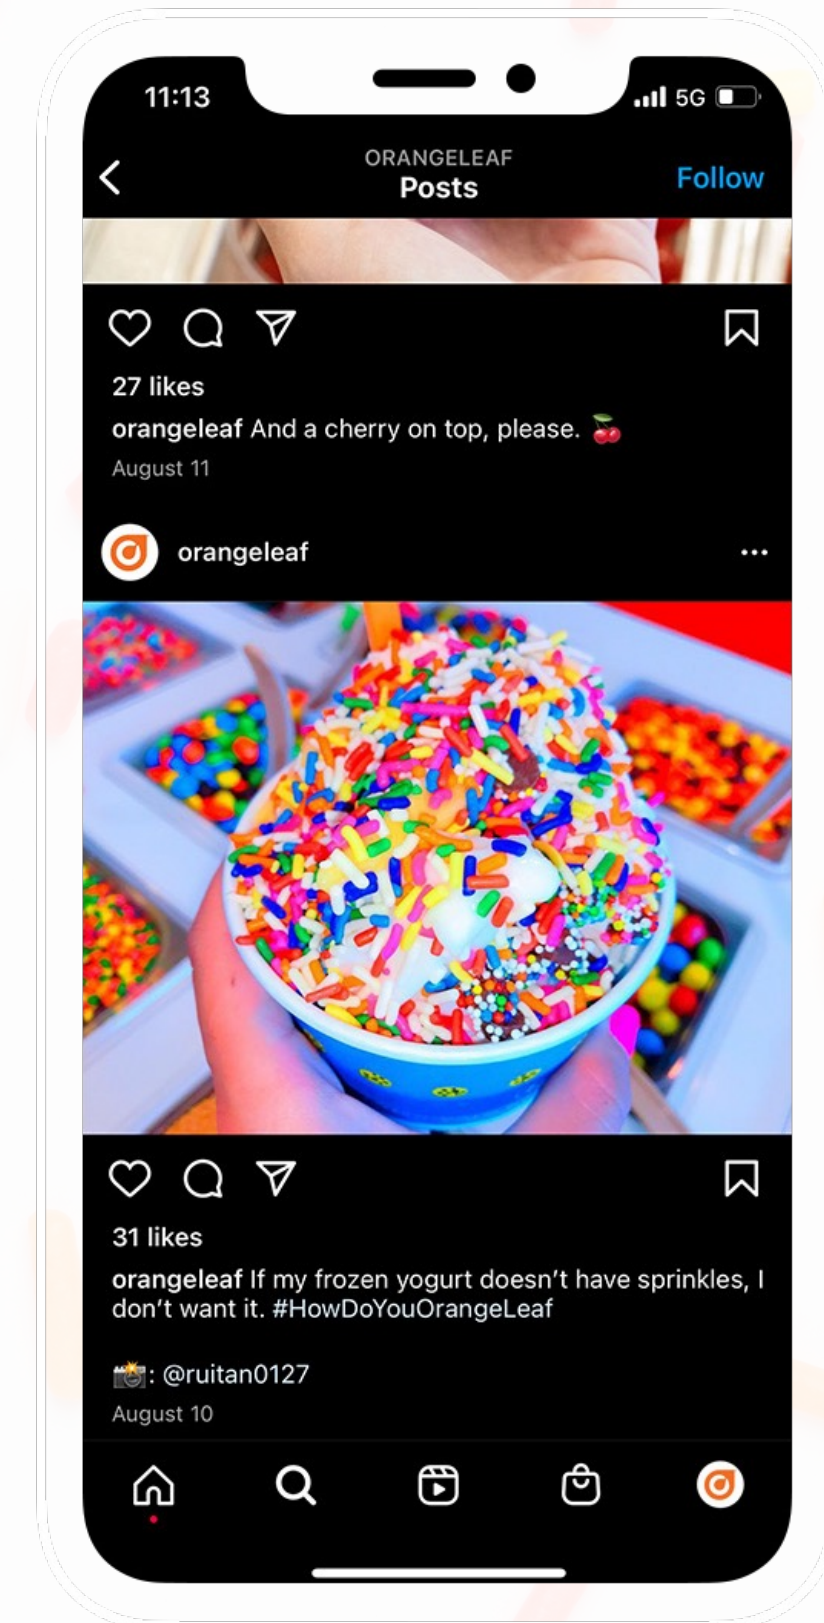 11:13
5G
ORANGELEAF
Posts
Follow
27 likes
orangeleaf And a cherry on top, please. 🍒
August 11
orangeleaf
31 likes
orangeleaf If my frozen yogurt doesn’t have sprinkles, I
don’t want it. #HowDoYouOrangeLeaf
📸: @ruitan0127
August 10